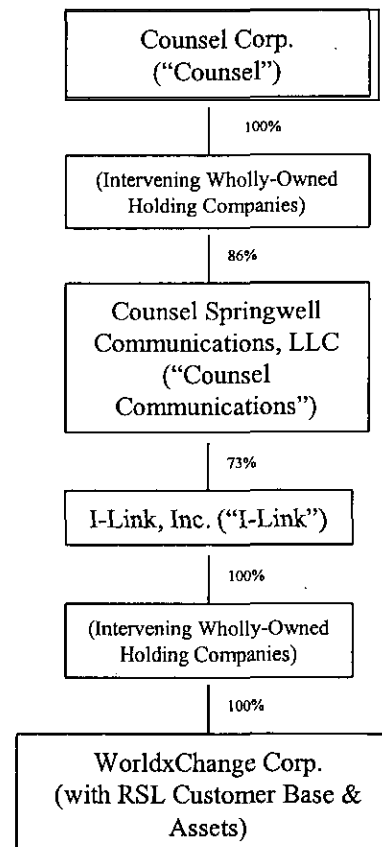 Counsel Corp.
(“Counsel”)
100%
(Intervening Wholly-Owned
Holding Companies)
86%
Counsel Springwell
Communications, LLC
(“Counsel
Communications”)
73%
I-Link, Inc. (“I-Link”)
100%
(Intervening Wholly-Owned
Holding Companies)
100%
WorldxChange Corp.
(with RSL Customer Base &
Assets)